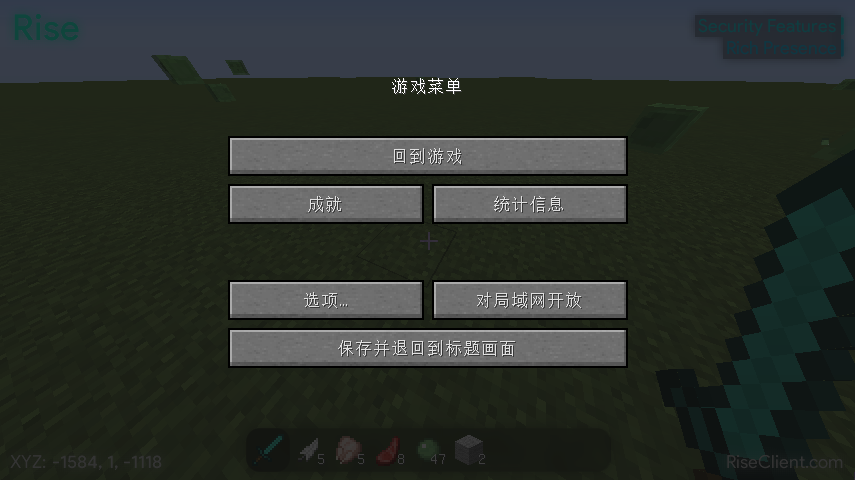 Rise
Security Features
游戏菜单
回到游戏
成就
统计信息
选项...
对局域网开放
保存并退回到标题画面
5
5
8
47
2
XYZ: -1584, 1, -1118
RiseClient.com